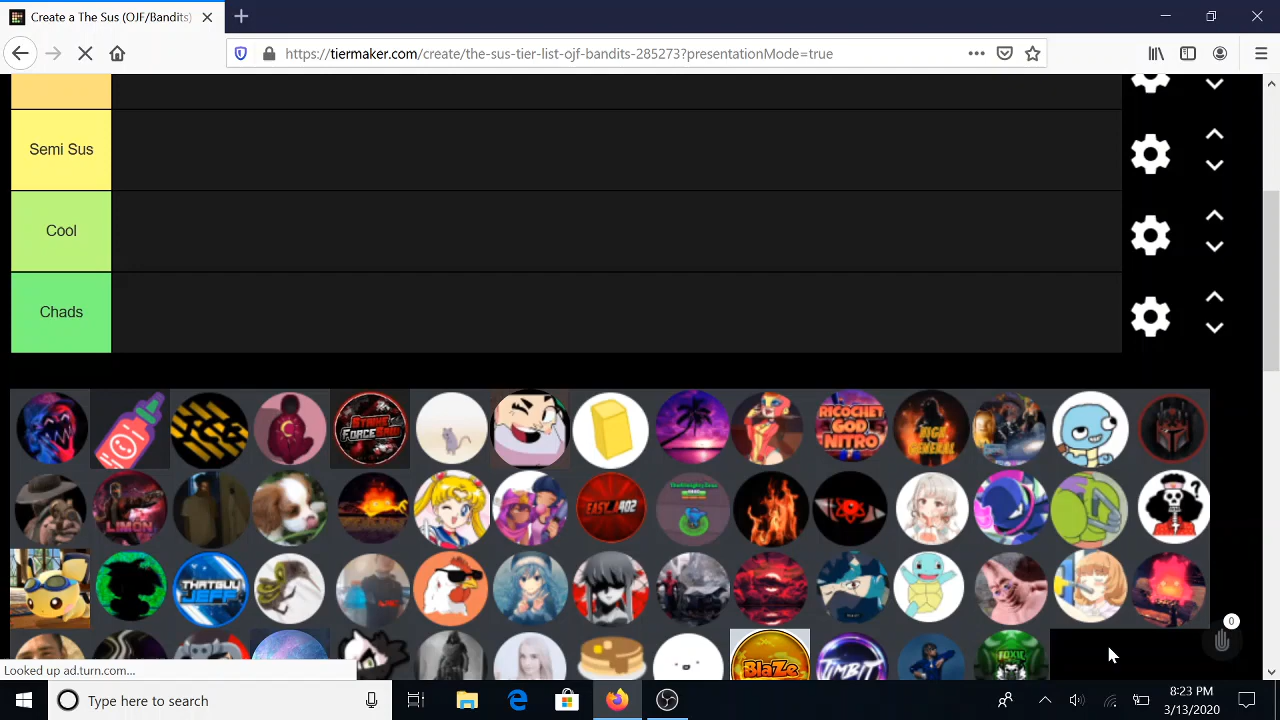 Create a The Sus (OJF/Bandits)
https://tiermaker.com/create/the-sus-tier-list-ojf-bandits-285273?presentationMode=true
Semi Sus
Cool
Chads
STRIKE
FORCE
RICOCHET
GOD
NITRO
HIGH
GENERAL
LIMON
EASY_J402
THATGUY
JEFF
BLAZE
TIMBIT
TOXIC
0
Looked up ad.turn.com...
Type here to search
8:23 PM
3/13/2020